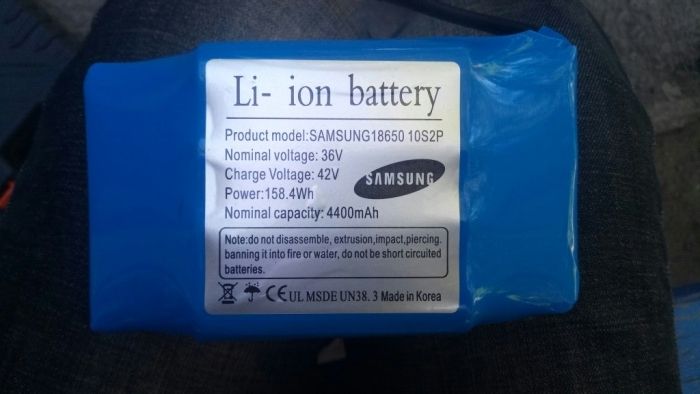 Li- ion battery
Product model:SAMSUNG18650 10S2P
Nominal voltage: 36V
Charge Voltage: 42V
Power:158.4Wh
SAMSUNG
Nominal capacity: 4400mAh
Note:do not disassemble, extrusion,impact,piercing.
banning it into fire or water, do not be short circuited
batteries.
CE UL MSDE UN38. 3 Made in Korea